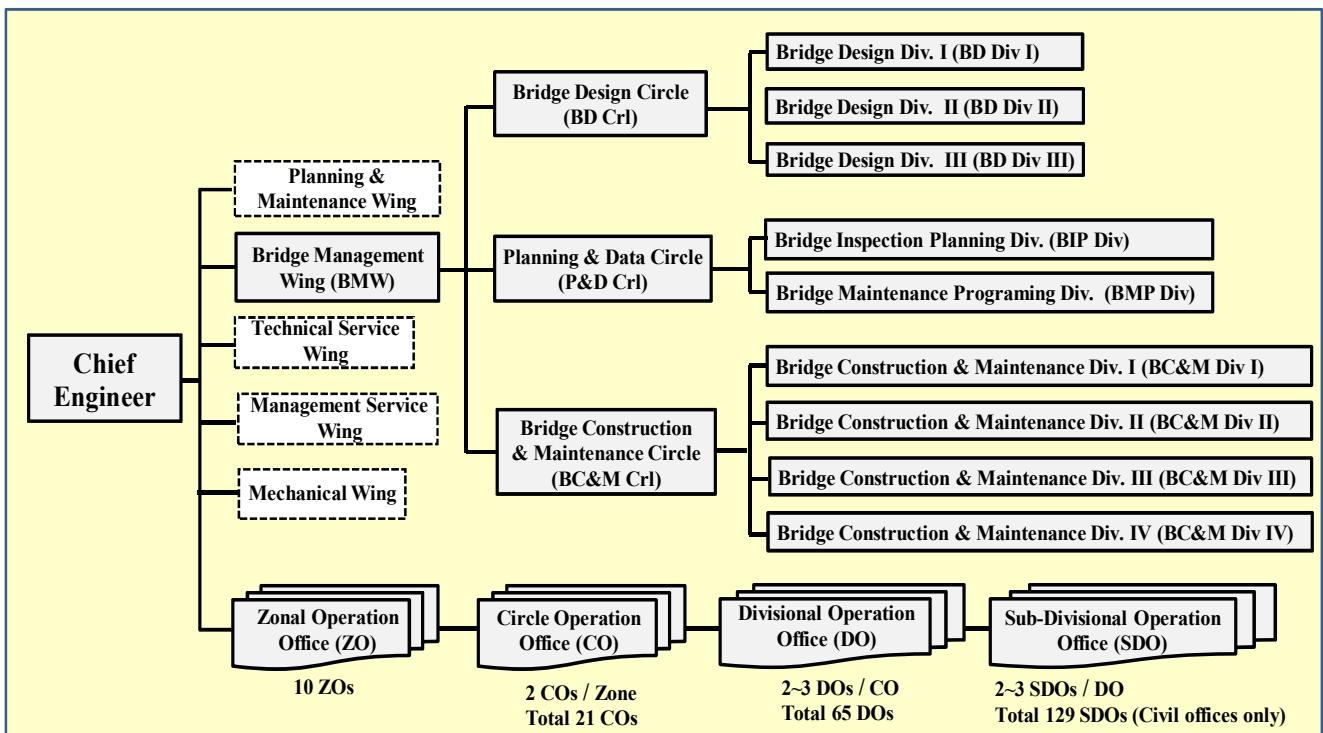 Chief
Engineer
Planning &
Maintenance Wing
Bridge Management
Wing (BMW)
Technical Service
Wing
Management Service
Wing
Mechanical Wing
Bridge Design Circle
(BD Crl)
Planning & Data Circle
(P&D Crl)
Bridge Construction
& Maintenance Circle
(BC&M Crl)
Bridge Design Div. I (BD Div I)
Bridge Design Div. II (BD Div II)
Bridge Design Div. III (BD Div III)
Bridge Inspection Planning Div. (BIP Div)
Bridge Maintenance Programing Div. (BMP Div)
Bridge Construction & Maintenance Div. I (BC&M Div I)
Bridge Construction & Maintenance Div. II (BC&M Div II)
Bridge Construction & Maintenance Div. III (BC&M Div III)
Bridge Construction & Maintenance Div. IV (BC&M Div IV)
Zonal Operation
Office (ZO)
10 ZOs
Circle Operation
Office (CO)
2 COs / Zone
Total 21 COs
Divisional Operation
Office (DO)
2~3 DOs / CO
Total 65 DOs
Sub-Divisional Operation
Office (SDO)
2~3 SDOs / DO
Total 129 SDOs (Civil offices only)